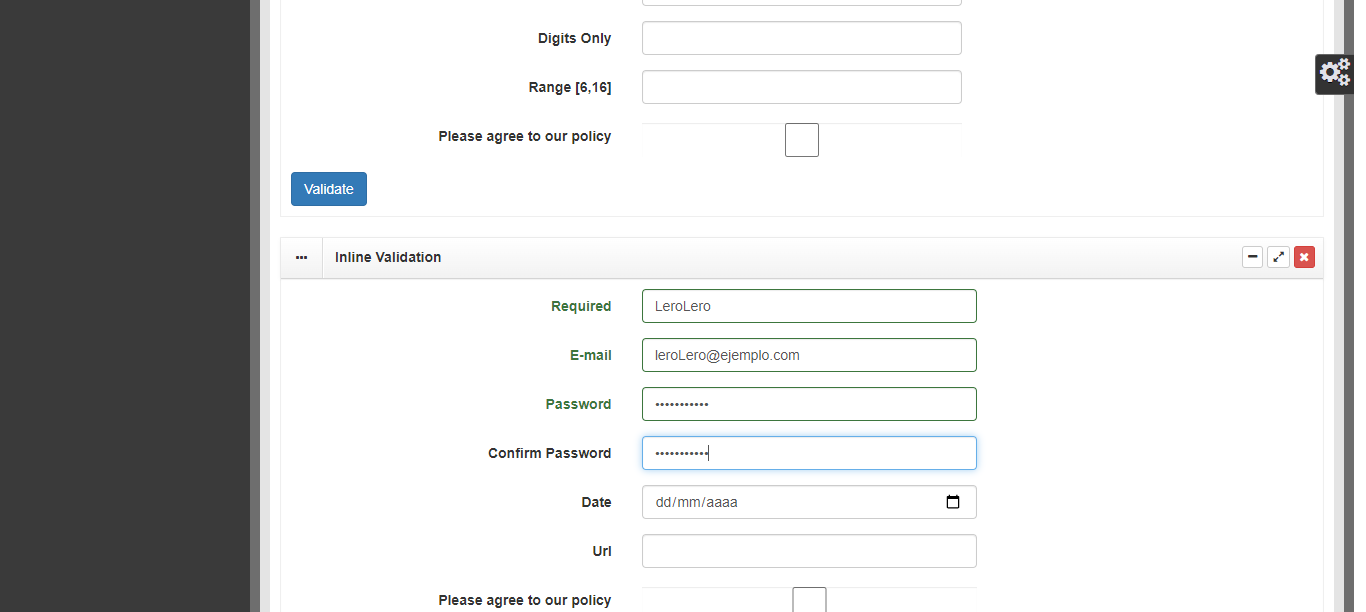 Digits Only
Range [6,16]
Please agree to our policy
Validate
Inline Validation
Required LeroLero
E-mail leroLero@ejemplo.com
Password •••••••••••
Confirm Password •••••••••••
Date dd/mm/aaaa
Url
Please agree to our policy